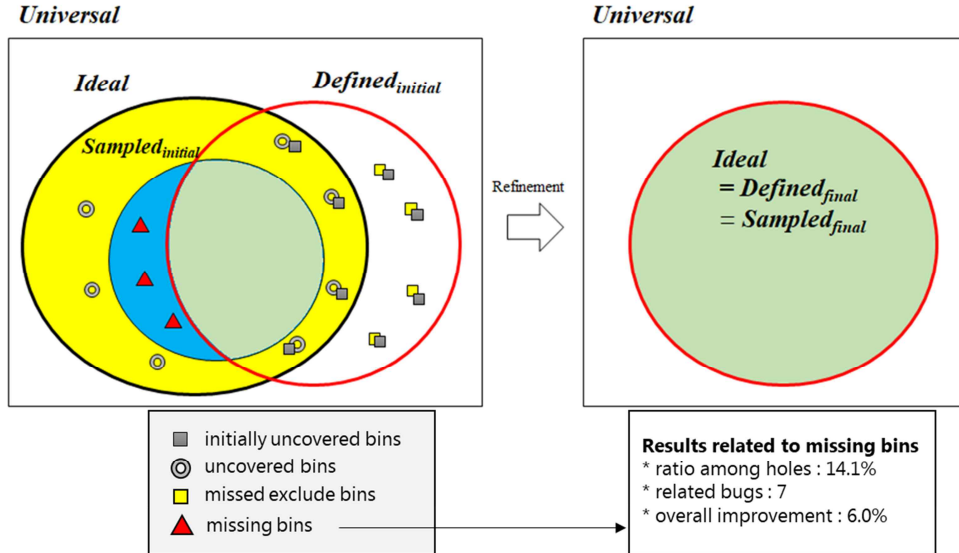 Universal
Ideal
Defined initial
Sampled initial
Refinement
Universal
Ideal
= Defined final
= Sampled final
initially uncovered bins
uncovered bins
missed exclude bins
missing bins
Results related to missing bins
* ratio among holes : 14.1%
* related bugs : 7
* overall improvement : 6.0%